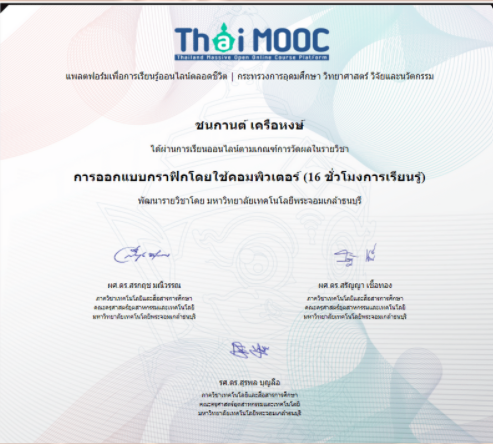 Thai MOOC
Thailand Massive Open Online Course Platform
แพลตฟอร์มเพื่อการเรียนรู้ออนไลน์ตลอดชีวิต | กระทรวงการอุดมศึกษา วิทยาศาสตร์ วิจัยและนวัตกรรม
ชนกานต์ เครือหงษ์
ได้ผ่านการเรียนออนไลน์ตามเกณฑ์การวัดผลในรายวิชา
การออกแบบกราฟิกโดยใช้คอมพิวเตอร์ (16 ชั่วโมงการเรียนรู้)
พัฒนารายวิชาโดย มหาวิทยาลัยเทคโนโลยีพระจอมเกล้าธนบุรี
ผศ.ดร.สรกฤช มณีวรรณ
ภาควิชาเทคโนโลยีและสื่อสารการศึกษา
คณะครุศาสตร์อุตสาหกรรมและเทคโนโลยี
มหาวิทยาลัยเทคโนโลยีพระจอมเกล้าธนบุรี
ผศ.ดร.สรัญญา เชื้อทอง
ภาควิชาเทคโนโลยีและสื่อสารการศึกษา
คณะครุศาสตร์อุตสาหกรรมและเทคโนโลยี
มหาวิทยาลัยเทคโนโลยีพระจอมเกล้าธนบุรี
รศ.ดร.สุรพล บุญลือ
ภาควิชาเทคโนโลยีและสื่อสารการศึกษา
คณะครุศาสตร์อุตสาหกรรมและเทคโนโลยี
มหาวิทยาลัยเทคโนโลยีพระจอมเกล้าธนบุรี